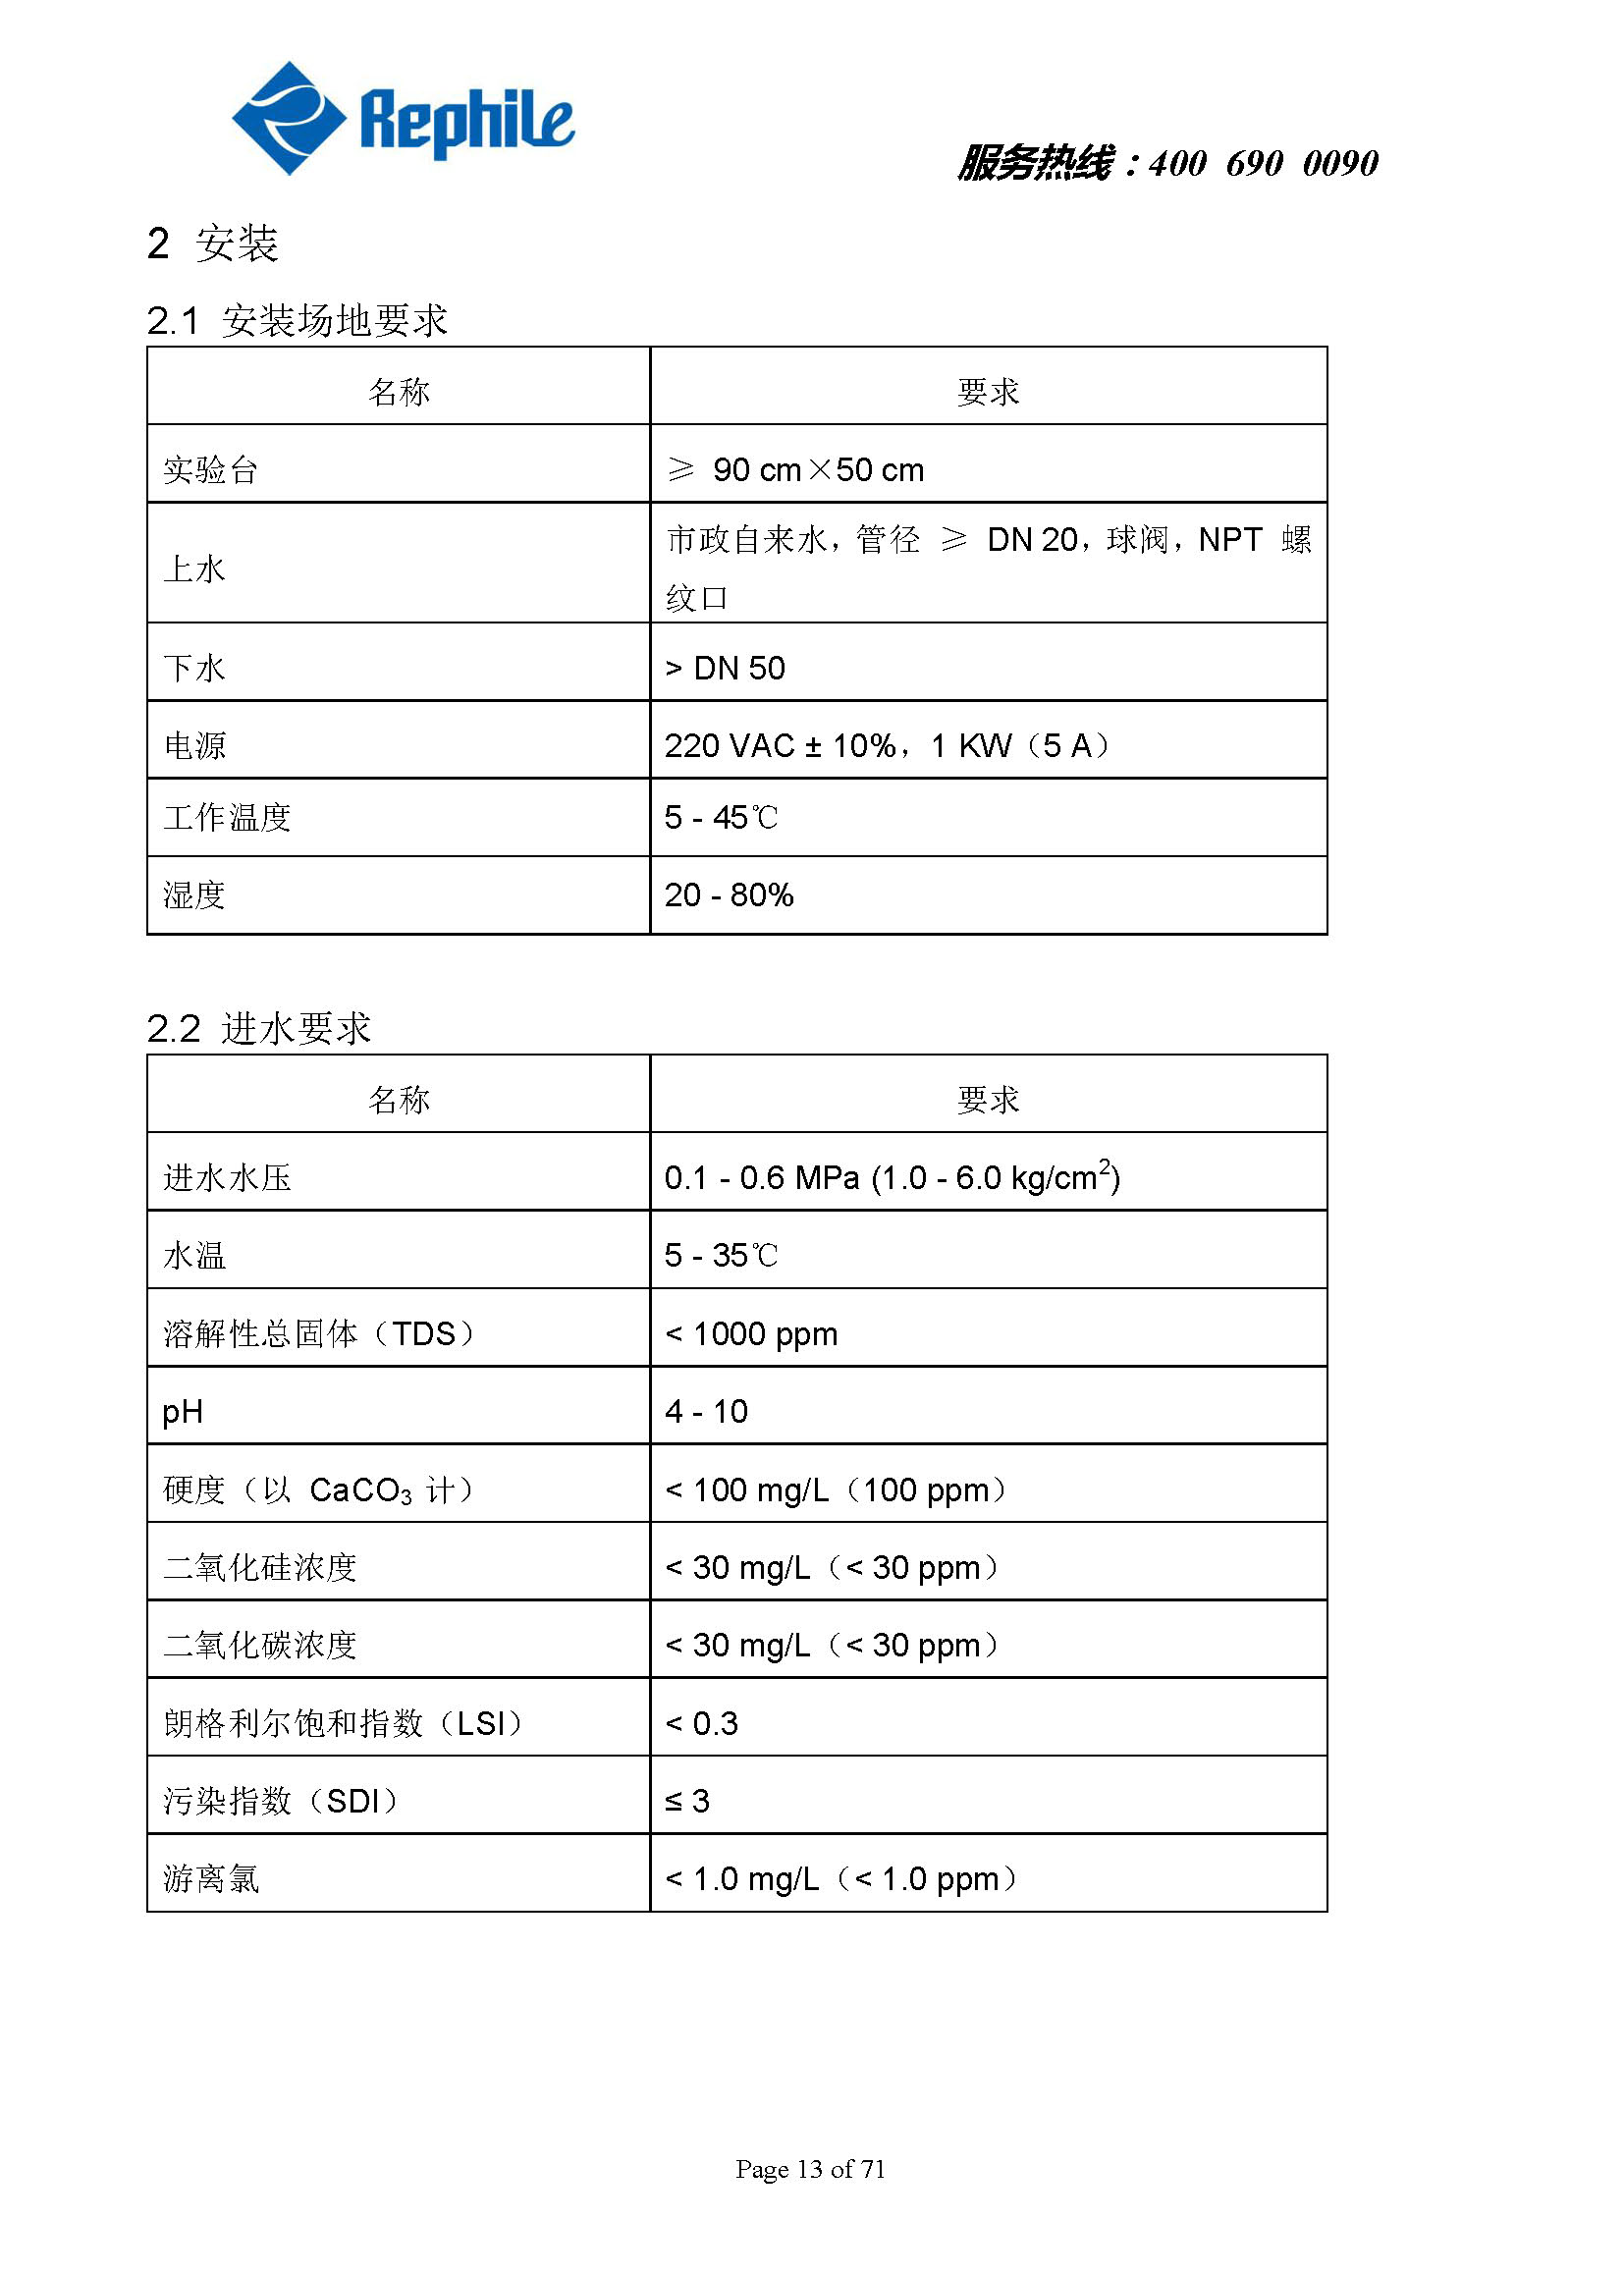 Rephile
服务热线：400 690 0090
2 安装
2.1 安装场地要求
名称 要求
实验台 ≥ 90 cm×50 cm
上水 市政自来水，管径 ≥ DN 20，球阀，NPT 螺
纹口
下水 > DN 50
电源 220 VAC ± 10%，1 KW（5 A）
工作温度 5 - 45℃
湿度 20 - 80%
2.2 进水要求
名称 要求
进水水压 0.1 - 0.6 MPa (1.0 - 6.0 kg/cm²)
水温 5 - 35℃
溶解性总固体（TDS） < 1000 ppm
pH 4 - 10
硬度（以 CaCO₃ 计） < 100 mg/L（100 ppm）
二氧化硅浓度 < 30 mg/L（< 30 ppm）
二氧化碳浓度 < 30 mg/L（< 30 ppm）
朗格利尔饱和指数（LSI） < 0.3
污染指数（SDI） ≤ 3
游离氯 < 1.0 mg/L（< 1.0 ppm）
Page 13 of 71